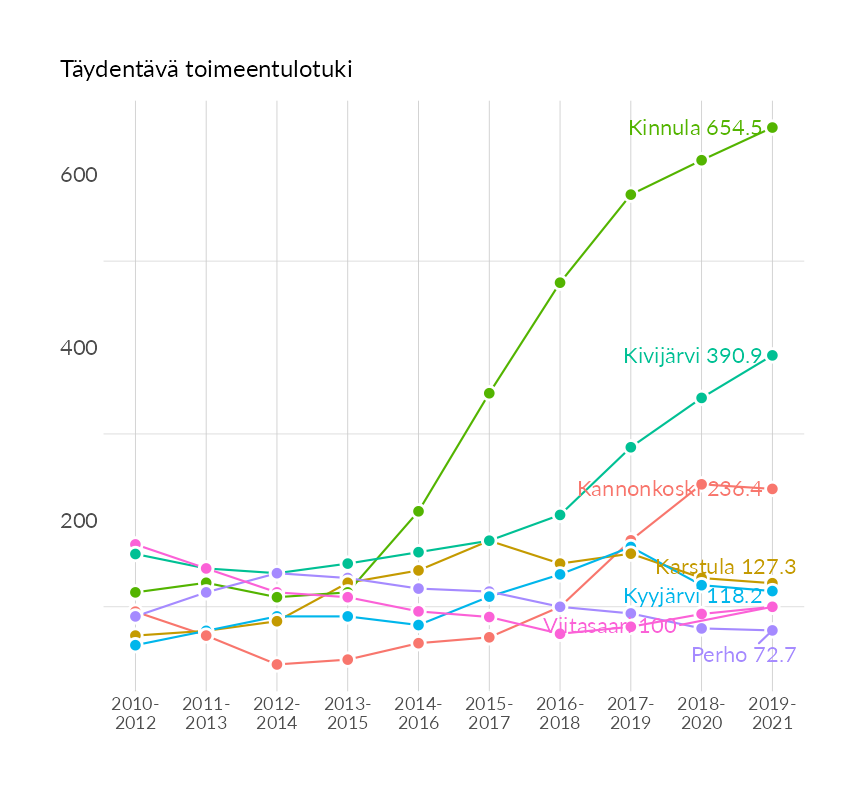 Täydentävä toimeentulotuki
Kinnula 654.5
600
Kivijärvi 390.9
400
Kannonkoski 236.4
200
Karstula 127.3
Kyyjärvi 118.2
Viitasaari 100
Perho 72.7
2010- 2011- 2012- 2013- 2014- 2015- 2016- 2017- 2018- 2019-
2012 2013 2014 2015 2016 2017 2018 2019 2020 2021